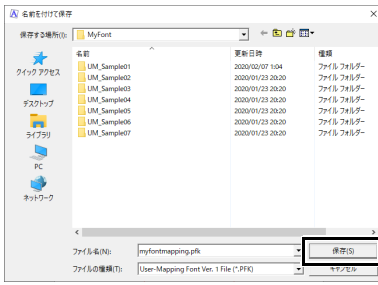 名前を付けて保存
保存する場所(I): MyFont
名前 更新日時 種類
UM_Sample01 2020/02/07 1:04 ファイル フォルダー
UM_Sample02 2020/01/23 20:20 ファイル フォルダー
UM_Sample03 2020/01/23 20:20 ファイル フォルダー
UM_Sample04 2020/01/23 20:20 ファイル フォルダー
UM_Sample05 2020/01/23 20:20 ファイル フォルダー
UM_Sample06 2020/01/23 20:20 ファイル フォルダー
UM_Sample07 2020/01/23 20:20 ファイル フォルダー
クイック アクセス
デスクトップ
ライブラリ
PC
ネットワーク
ファイル名(N): myfontmapping.pfk 保存(S)
ファイルの種類(T): User-Mapping Font Ver. 1 File (*.PFK) キャンセル